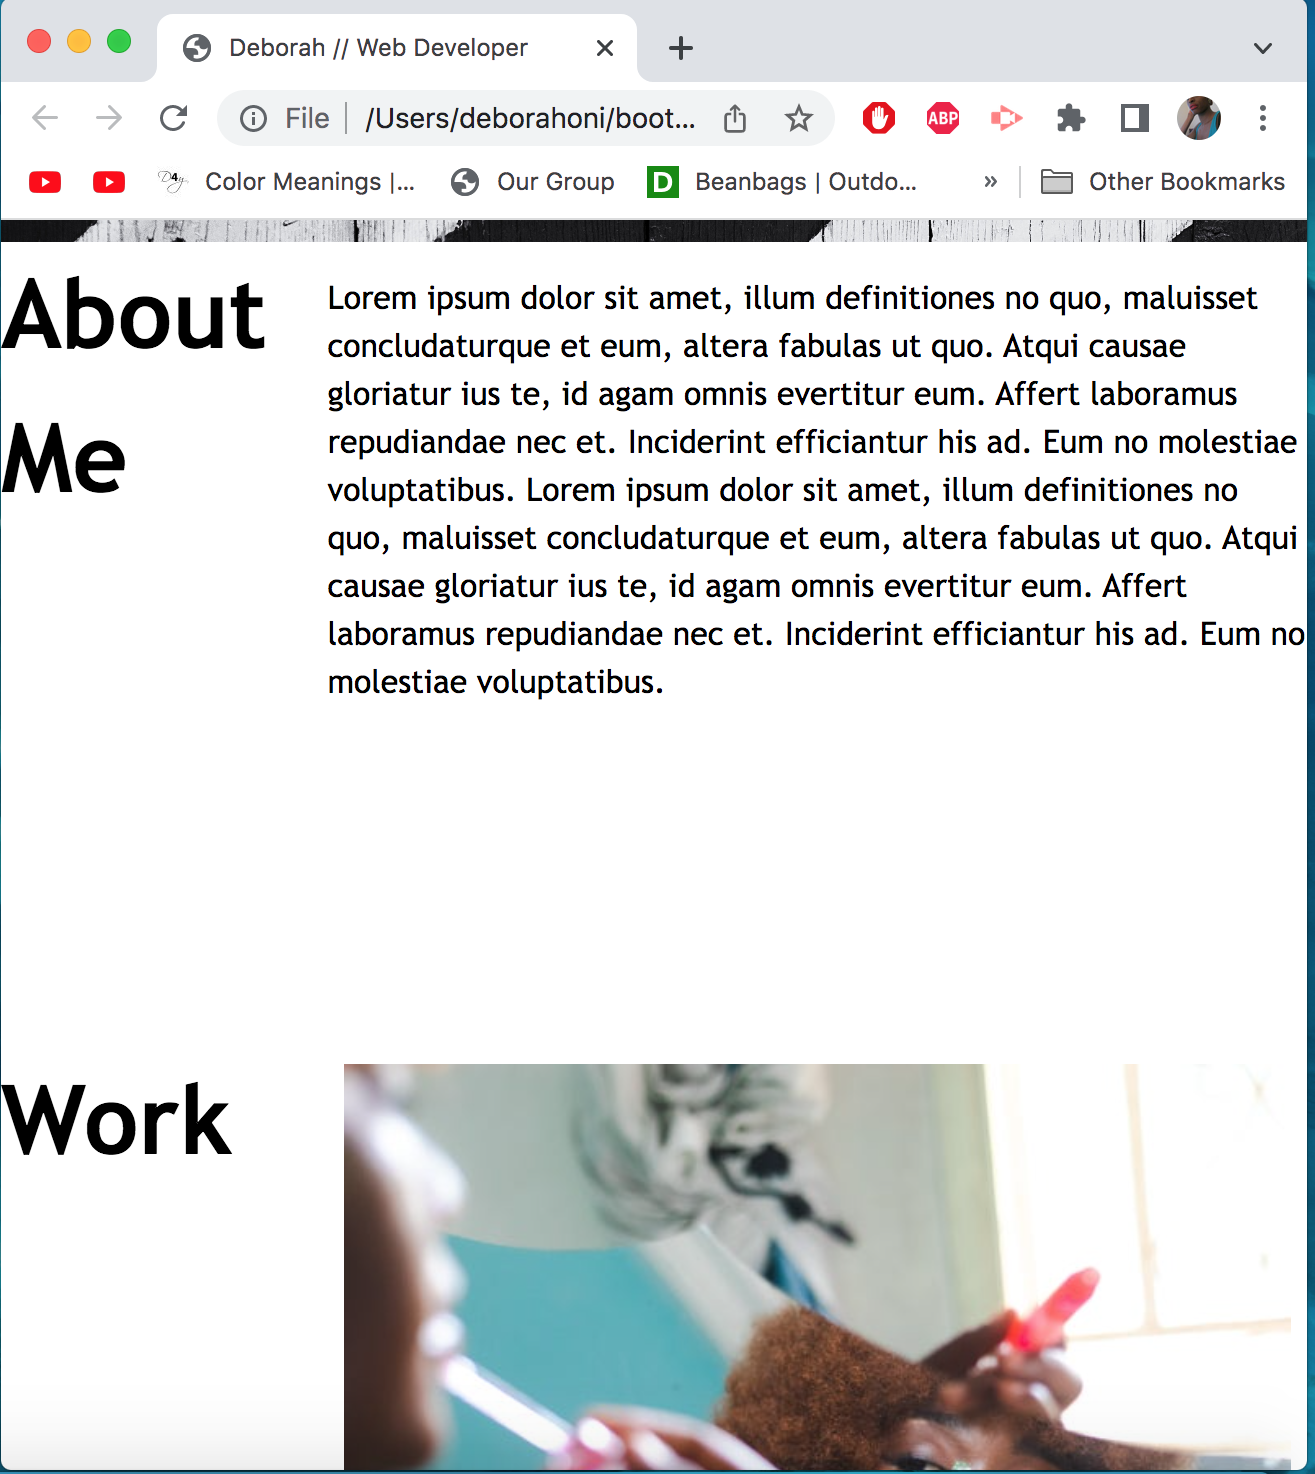 Deborah // Web Developer
File | /Users/deborahoni/boot...
ABP
D4y Color Meanings |... Our Group D Beanbags | Outdo... » Other Bookmarks
About
Me
Lorem ipsum dolor sit amet, illum definitiones no quo, maluisset
concludaturque et eum, altera fabulas ut quo. Atqui causae
gloriatur ius te, id agam omnis evertitur eum. Affert laboramus
repudiandae nec et. Inciderint efficiantur his ad. Eum no molestiae
voluptatibus. Lorem ipsum dolor sit amet, illum definitiones no
quo, maluisset concludaturque et eum, altera fabulas ut quo. Atqui
causae gloriatur ius te, id agam omnis evertitur eum. Affert
laboramus repudiandae nec et. Inciderint efficiantur his ad. Eum no
molestiae voluptatibus.
Work